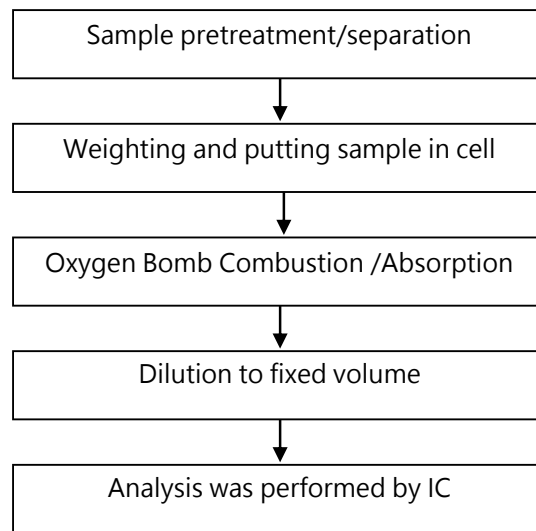 Sample pretreatment/separation
Weighting and putting sample in cell
Oxygen Bomb Combustion /Absorption
Dilution to fixed volume
Analysis was performed by IC